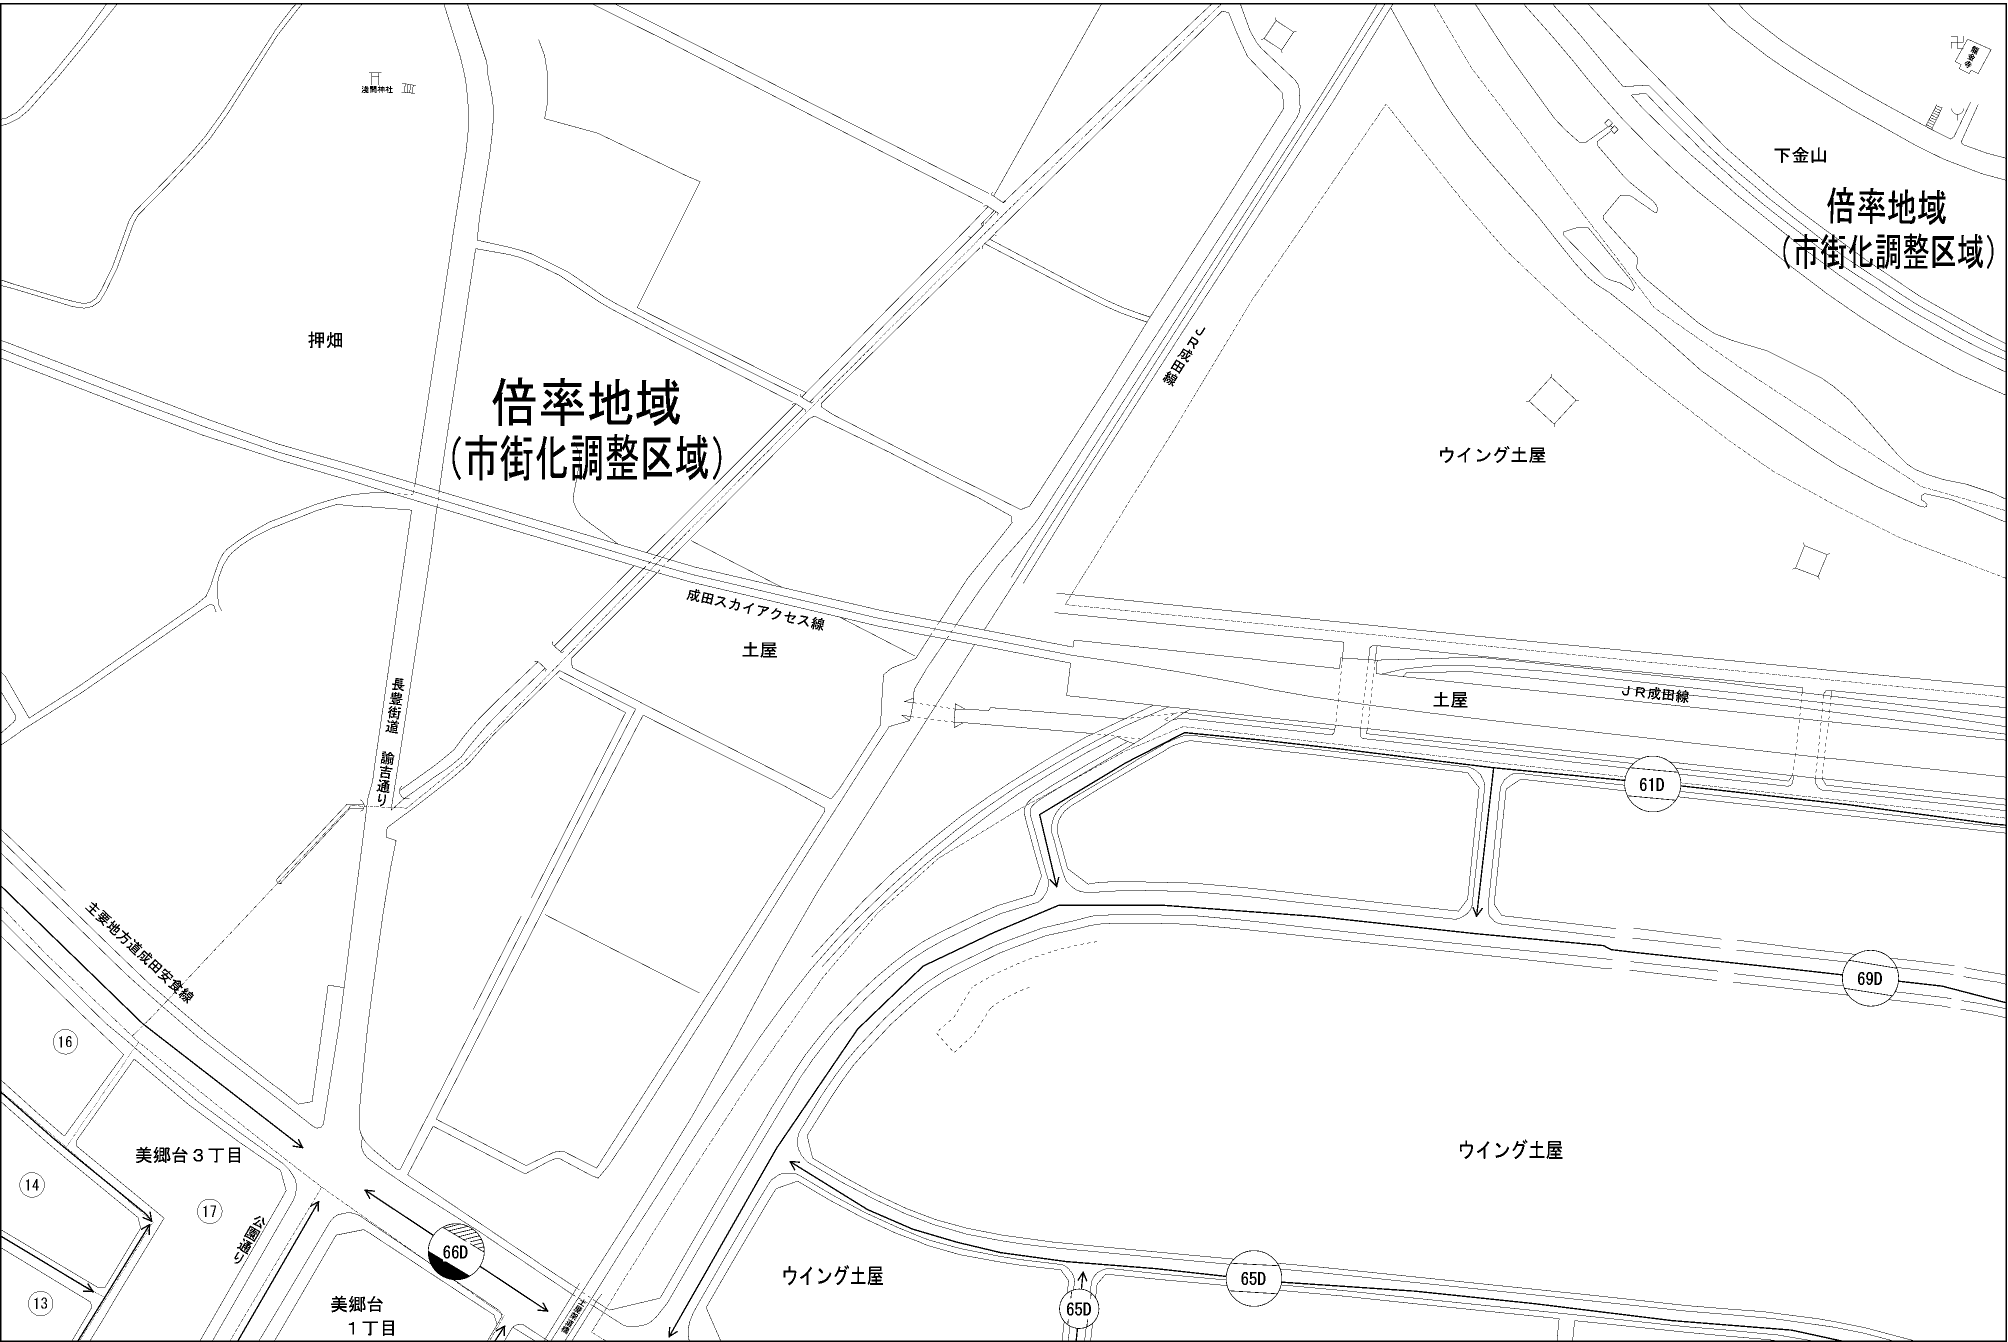 浅間神社
下金山
倍率地域
（市街化調整区域）
押畑
ＪＲ成田線
倍率地域
（市街化調整区域）
ウイング土屋
成田スカイアクセス線
土屋
土屋
ＪＲ成田線
長豊街道
諭吉通り
61D
主要地方道成田安食線
69D
16
美郷台３丁目
ウイング土屋
14
17
公園通り
66D
ウイング土屋
65D
13
65D
美郷台
１丁目